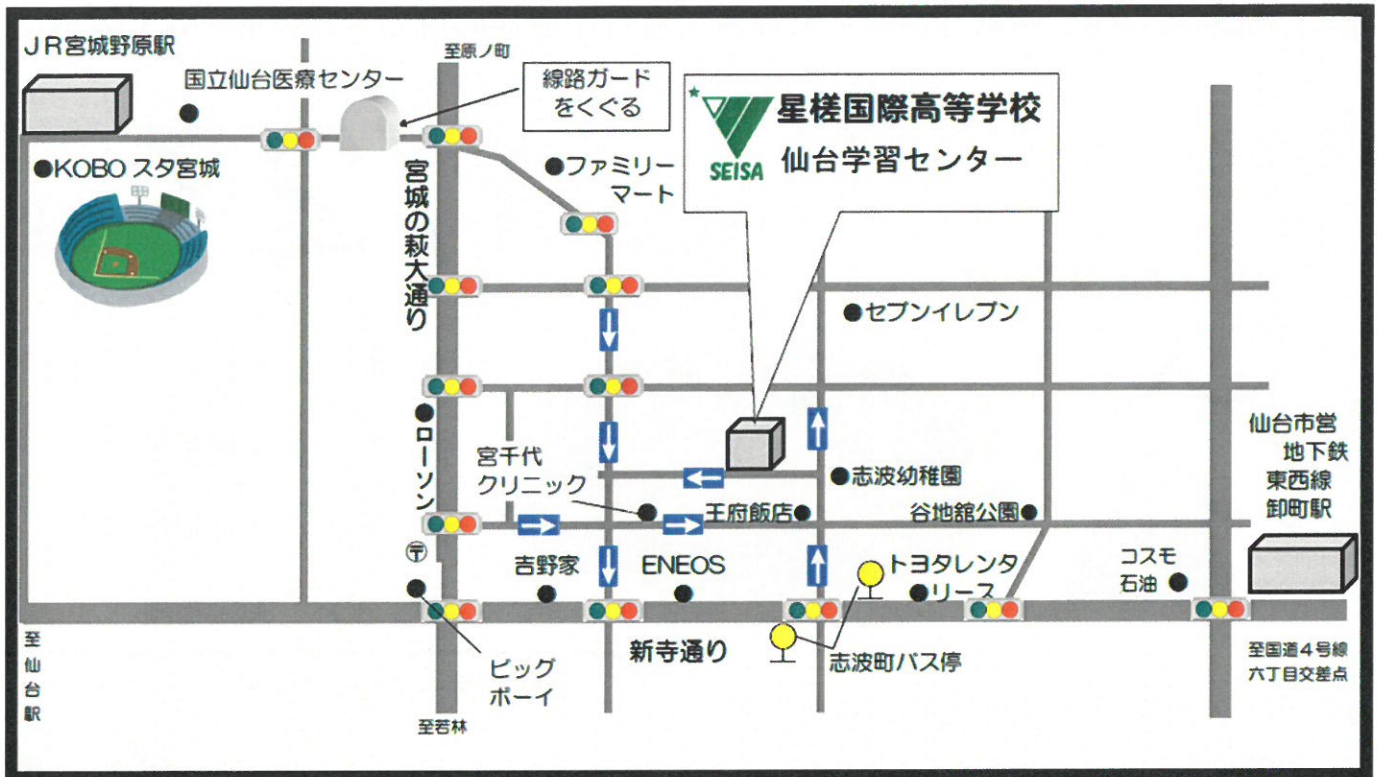 JR宮城野原駅
国立仙台医療センター
至原ノ町
線路ガード
をくぐる
星槎国際高等学校
仙台学習センター
SEISA
●KOBO スタ宮城
●ファミリー
マート
宮城の萩大通り
●セブンイレブン
●ローソン
宮千代
クリニック
●志波幼稚園
仙台市営
地下鉄
東西線
卸町駅
王府飯店●
谷地舘公園●
〒
吉野家
ENEOS
トヨタレンタ
●リース
コスモ
石油●
至仙台駅
ビッグ
ボーイ
新寺通り
志波町バス停
至国道4号線
六丁目交差点
至若林